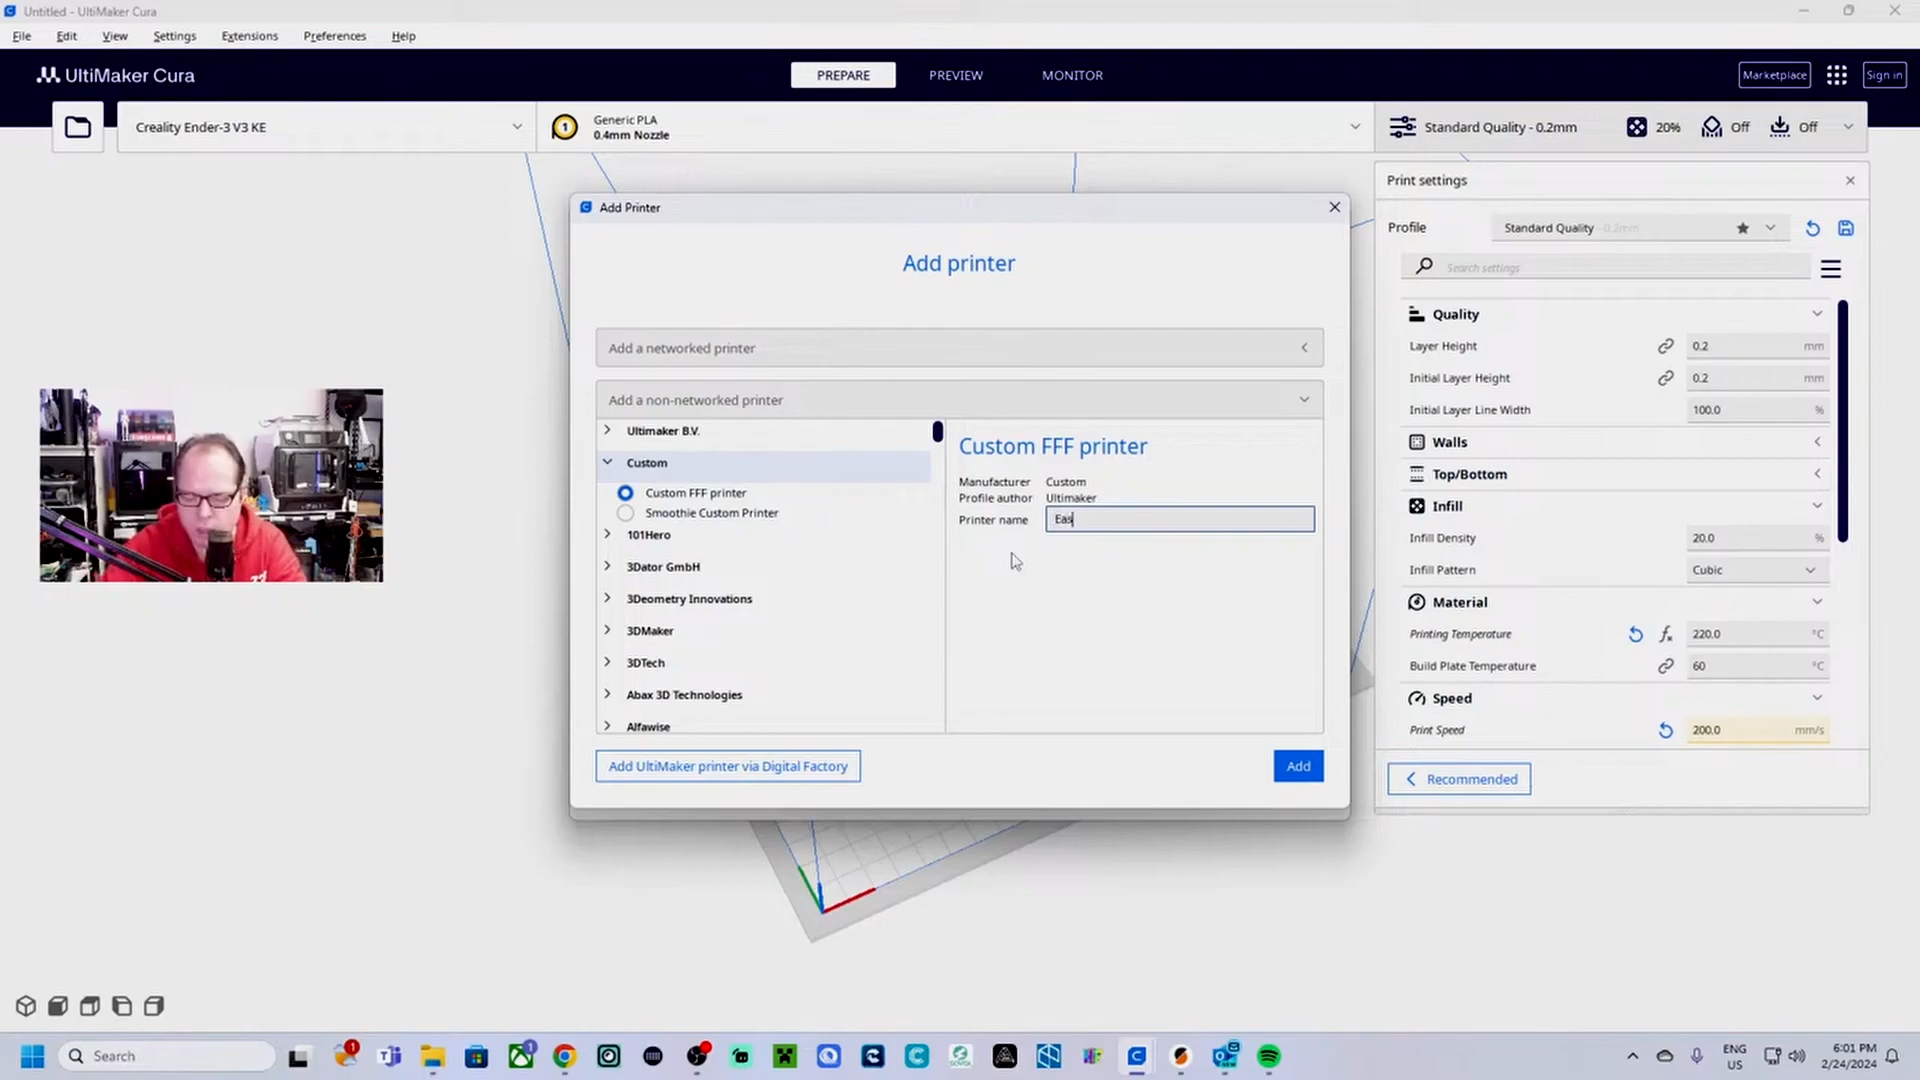 Untitled - UltiMaker Cura
File Edit View Settings Extensions Preferences Help
UltiMaker Cura
PREPARE PREVIEW MONITOR
Marketplace
Sign in
Creality Ender-3 V3 KE
1
Generic PLA
0.4mm Nozzle
Standard Quality - 0.2mm
20%
Off
Off
Print settings
Profile
Standard Quality - 0.2mm
Search settings
Quality
Layer Height 0.2 mm
Initial Layer Height 0.2 mm
Initial Layer Line Width 100.0 %
Walls
Top/Bottom
Infill
Infill Density 20.0 %
Infill Pattern Cubic
Material
Printing Temperature 220.0 °C
Build Plate Temperature 60 °C
Speed
Print Speed 200.0 mm/s
Recommended
Add Printer
Add printer
Add a networked printer
Add a non-networked printer
Ultimaker B.V.
Custom
Custom FFF printer
Smoothie Custom Printer
101Hero
3Dator GmbH
3Deometry Innovations
3DMaker
3DTech
Abax 3D Technologies
Alfawise
Custom FFF printer
Manufacturer Custom
Profile author Ultimaker
Printer name Eas
Add UltiMaker printer via Digital Factory
Add
Search
1
1
ENG
US
6:01 PM
2/24/2024